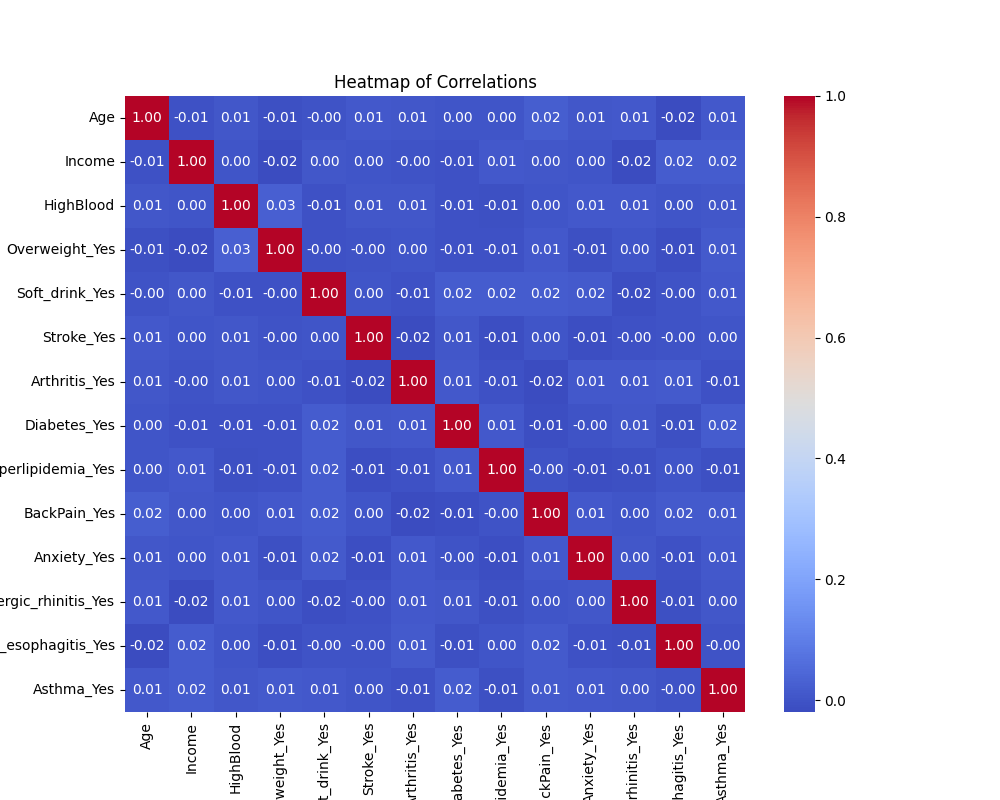 Heatmap of Correlations
Age 1.00 -0.01 0.01 -0.01 -0.00 0.01 0.01 0.00 0.00 0.02 0.01 0.01 -0.02 0.01
Income -0.01 1.00 0.00 -0.02 0.00 0.00 -0.00 -0.01 0.01 0.00 0.00 -0.02 0.02 0.02
HighBlood 0.01 0.00 1.00 0.03 -0.01 0.01 0.01 -0.01 -0.01 0.00 0.01 0.01 0.00 0.01
Overweight_Yes -0.01 -0.02 0.03 1.00 -0.00 -0.00 0.00 -0.01 -0.01 0.01 -0.01 0.00 -0.01 0.01
Soft_drink_Yes -0.00 0.00 -0.01 -0.00 1.00 0.00 -0.01 0.02 0.02 0.02 0.02 -0.02 -0.00 0.01
Stroke_Yes 0.01 0.00 0.01 -0.00 0.00 1.00 -0.02 0.01 -0.01 0.00 -0.01 -0.00 -0.00 0.00
Arthritis_Yes 0.01 -0.00 0.01 0.00 -0.01 -0.02 1.00 0.01 -0.01 -0.02 0.01 0.01 0.01 -0.01
Diabetes_Yes 0.00 -0.01 -0.01 -0.01 0.02 0.01 0.01 1.00 0.01 -0.01 -0.00 0.01 -0.01 0.02
perlipidemia_Yes 0.00 0.01 -0.01 -0.01 0.02 -0.01 -0.01 0.01 1.00 -0.00 -0.01 -0.01 0.00 -0.01
BackPain_Yes 0.02 0.00 0.00 0.01 0.02 0.00 -0.02 -0.01 -0.00 1.00 0.01 0.00 0.02 0.01
Anxiety_Yes 0.01 0.00 0.01 -0.01 0.02 -0.01 0.01 -0.00 -0.01 0.01 1.00 0.00 -0.01 0.01
ergic_rhinitis_Yes 0.01 -0.02 0.01 0.00 -0.02 -0.00 0.01 0.01 -0.01 0.00 0.00 1.00 -0.01 0.00
_esophagitis_Yes -0.02 0.02 0.00 -0.01 -0.00 -0.00 0.01 -0.01 0.00 0.02 -0.01 -0.01 1.00 -0.00
Asthma_Yes 0.01 0.02 0.01 0.01 0.01 0.00 -0.01 0.02 -0.01 0.01 0.01 0.00 -0.00 1.00
Age
Income
HighBlood
weight_Yes
t_drink_Yes
Stroke_Yes
rthritis_Yes
abetes_Yes
idemia_Yes
ckPain_Yes
Anxiety_Yes
rhinitis_Yes
hagitis_Yes
Asthma_Yes
1.0
0.8
0.6
0.4
0.2
0.0